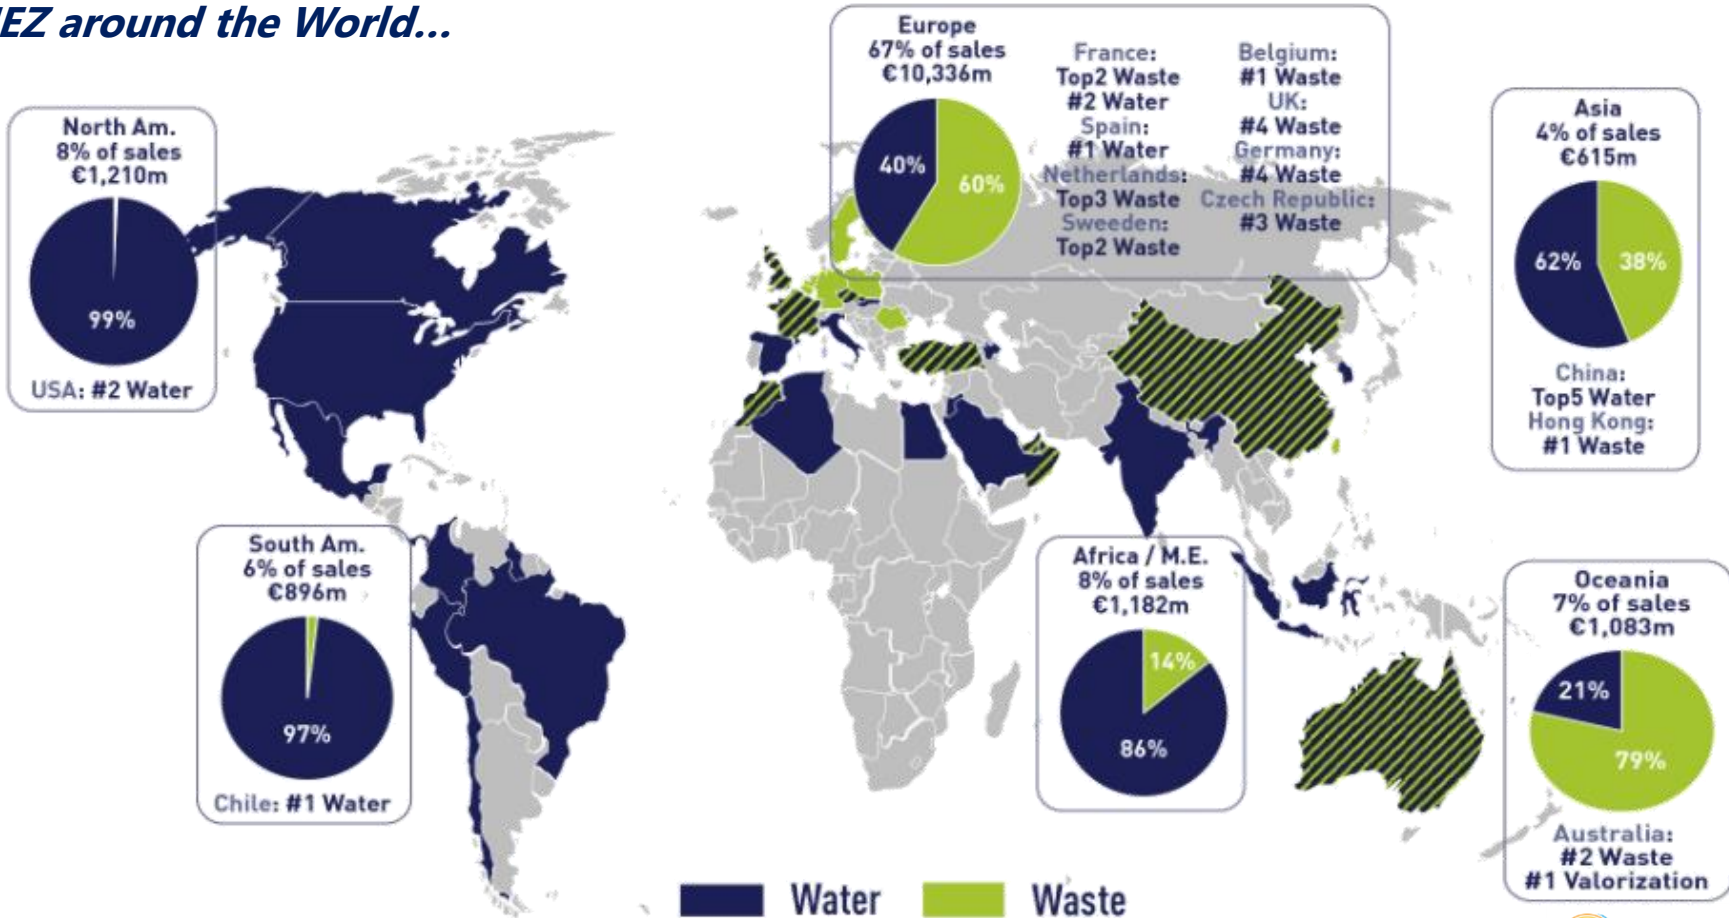 EZ around the World...
North Am.
8% of sales
€1,210m
99%
USA: #2 Water
South Am.
6% of sales
€896m
97%
Chile: #1 Water
Europe
67% of sales
€10,336m
40%
60%
France:
Top2 Waste
#2 Water
Spain:
#1 Water
Netherlands:
Top3 Waste
Sweeden:
Top2 Waste
Belgium:
#1 Waste
UK:
#4 Waste
Germany:
#4 Waste
Czech Republic:
#3 Waste
Africa / M.E.
8% of sales
€1,182m
14%
86%
Asia
4% of sales
€615m
62%
38%
China:
Top5 Water
Hong Kong:
#1 Waste
Oceania
7% of sales
€1,083m
21%
79%
Australia:
#2 Waste
#1 Valorization
Water
Waste